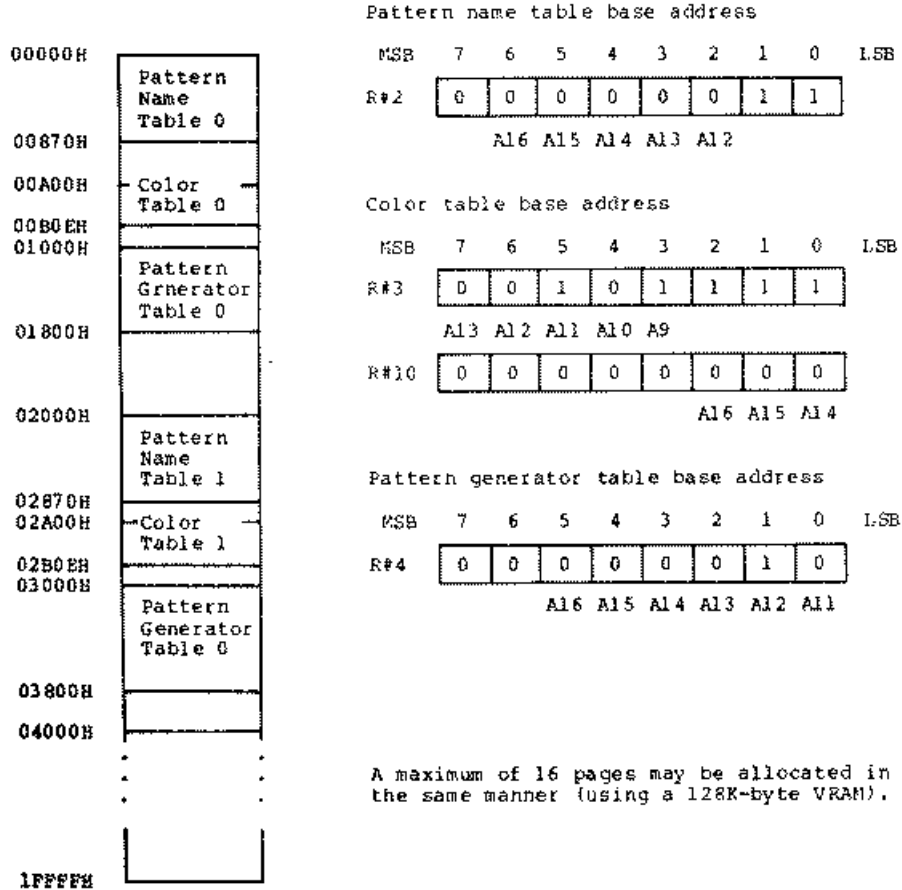 Pattern name table base address
MSB 7 6 5 4 3 2 1 0 LSB
R#2 0 0 0 0 0 0 1 1
A16 A15 A14 A13 A12
Color table base address
MSB 7 6 5 4 3 2 1 0 LSB
R#3 0 0 1 0 1 1 1 1
A13 A12 A11 A10 A9
R#10 0 0 0 0 0 0 0 0
A16 A15 A14
Pattern generator table base address
MSB 7 6 5 4 3 2 1 0 LSB
R#4 0 0 0 0 0 0 1 0
A16 A15 A14 A13 A12 A11
A maximum of 16 pages may be allocated in
the same manner (using a 128K-byte VRAM).
00000H
Pattern
Name
Table 0
00870H
00A00H
Color
Table 0
00B0EH
01000H
Pattern
Grnerator
Table 0
01800H
02000H
Pattern
Name
Table 1
02870H
02A00H
Color
Table 1
02B0EH
03000H
Pattern
Generator
Table 0
03800H
04000H
1FFFFH